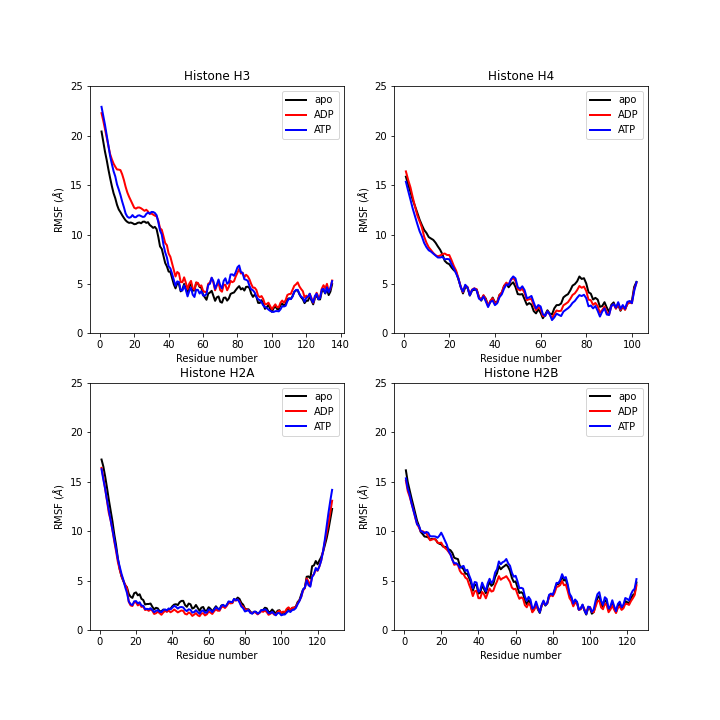 Histone H3
25
20
15
10
5
0
RMSF (Å)
apo
ADP
ATP
0 20 40 60 80 100 120 140
Residue number
Histone H4
25
20
15
10
5
0
RMSF (Å)
apo
ADP
ATP
0 20 40 60 80 100
Residue number
Histone H2A
25
20
15
10
5
0
RMSF (Å)
apo
ADP
ATP
0 20 40 60 80 100 120
Residue number
Histone H2B
25
20
15
10
5
0
RMSF (Å)
apo
ADP
ATP
0 20 40 60 80 100 120
Residue number